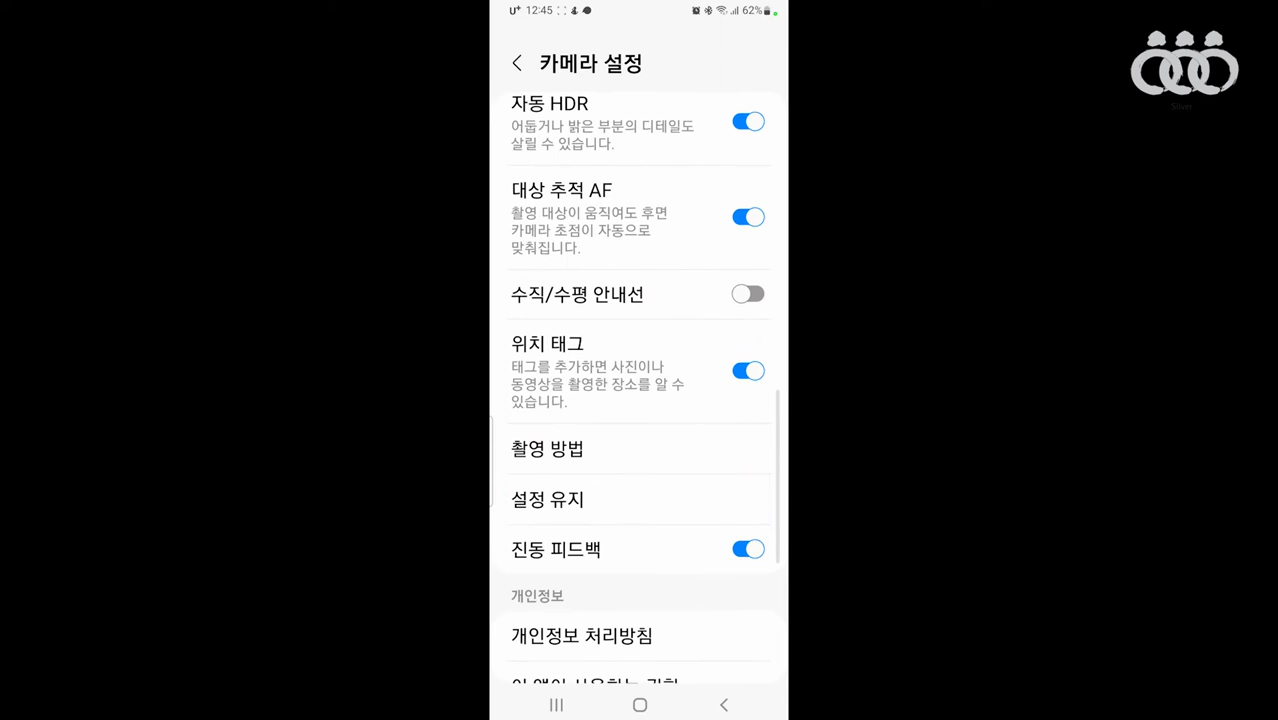 U+ 12:45 62%
카메라 설정
자동 HDR
어둡거나 밝은 부분의 디테일도
살릴 수 있습니다.
대상 추적 AF
촬영 대상이 움직여도 후면
카메라 초점이 자동으로
맞춰집니다.
수직/수평 안내선
위치 태그
태그를 추가하면 사진이나
동영상을 촬영한 장소를 알 수
있습니다.
촬영 방법
설정 유지
진동 피드백
개인정보
개인정보 처리방침
Silver